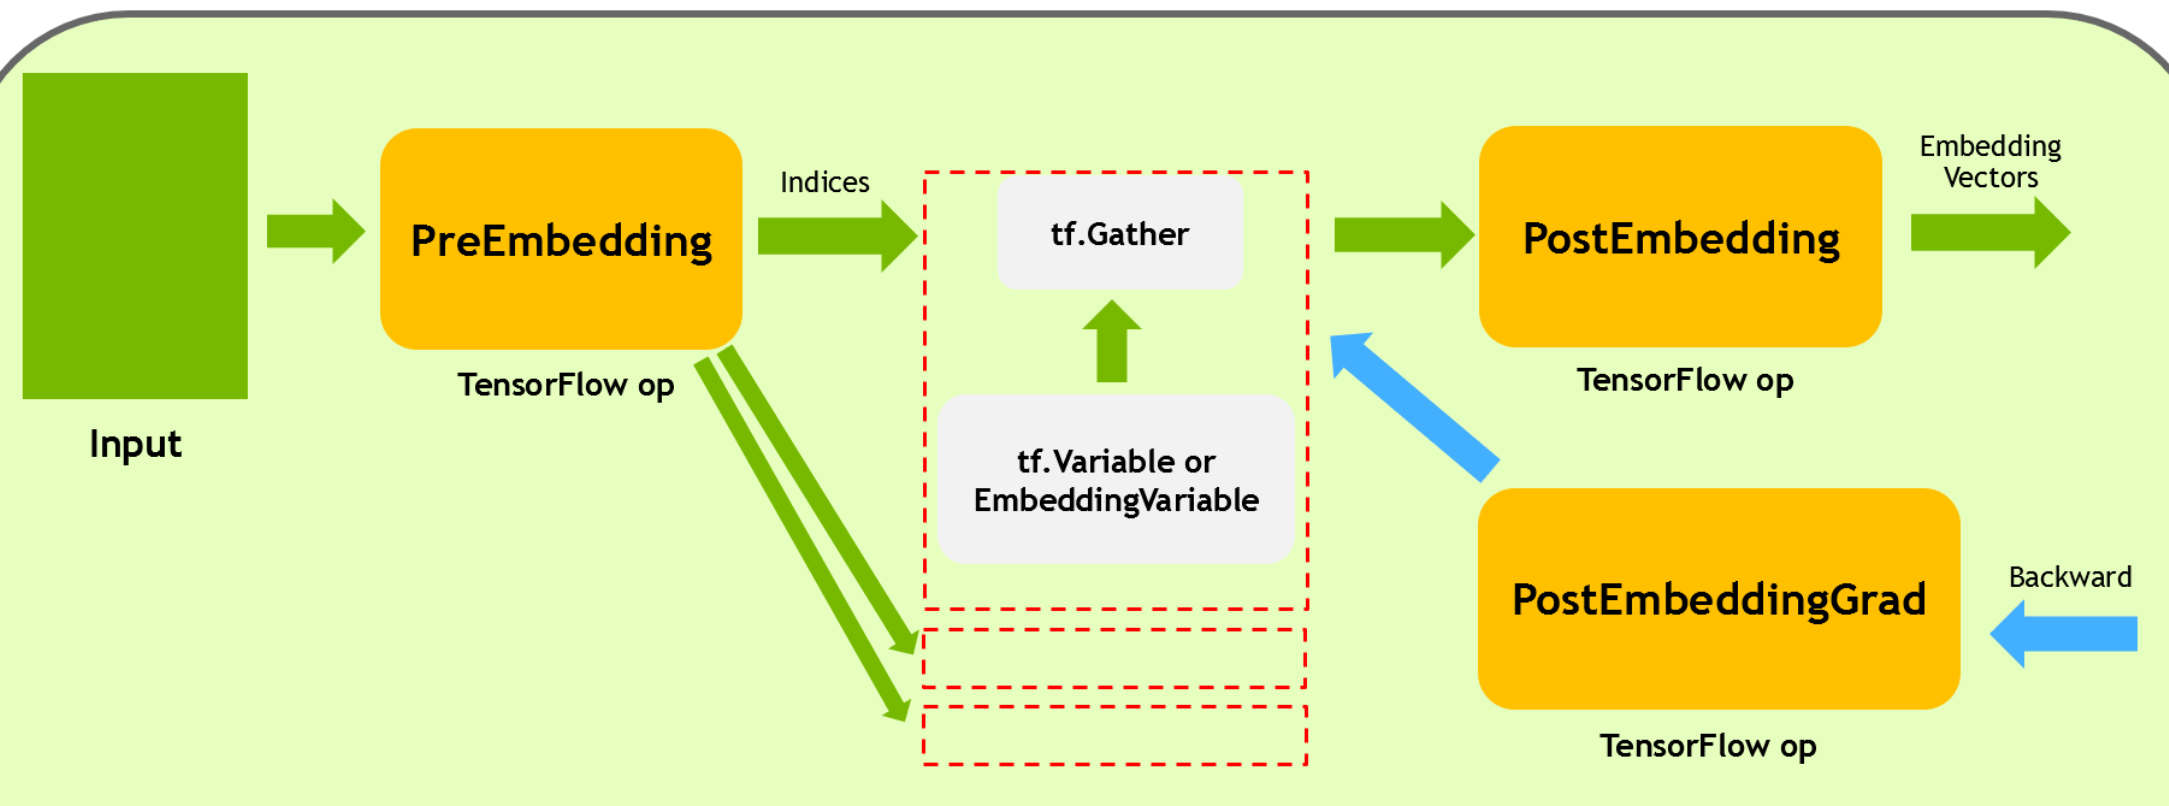 Input
PreEmbedding
TensorFlow op
Indices
tf.Gather
tf.Variable or
EmbeddingVariable
PostEmbedding
TensorFlow op
Embedding
Vectors
PostEmbeddingGrad
TensorFlow op
Backward